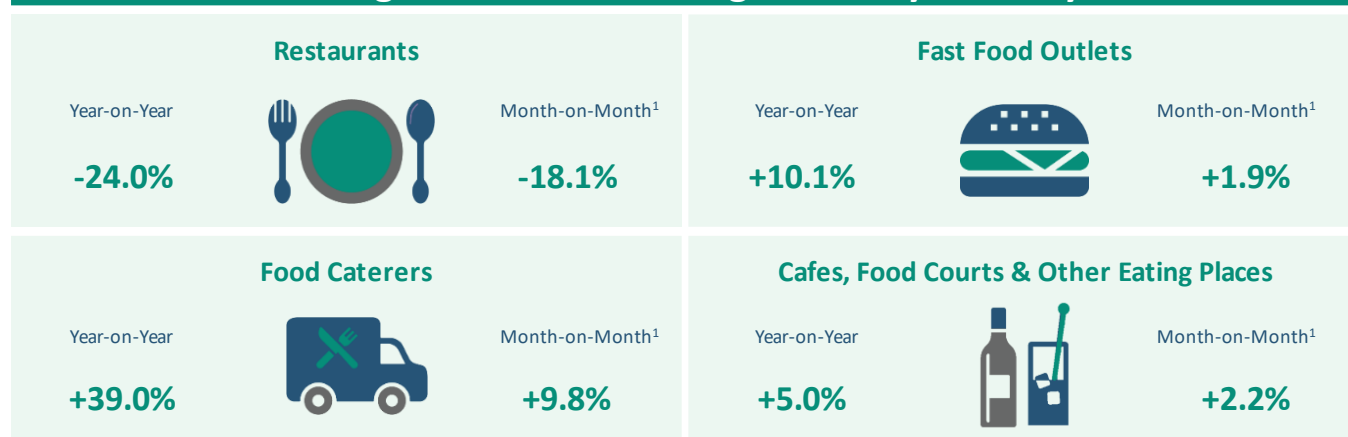 Restaurants
Year-on-Year
Month-on-Month¹
-24.0%
-18.1%
Fast Food Outlets
Year-on-Year
Month-on-Month¹
+10.1%
+1.9%
Food Caterers
Year-on-Year
Month-on-Month¹
+39.0%
+9.8%
Cafes, Food Courts & Other Eating Places
Year-on-Year
Month-on-Month¹
+5.0%
+2.2%